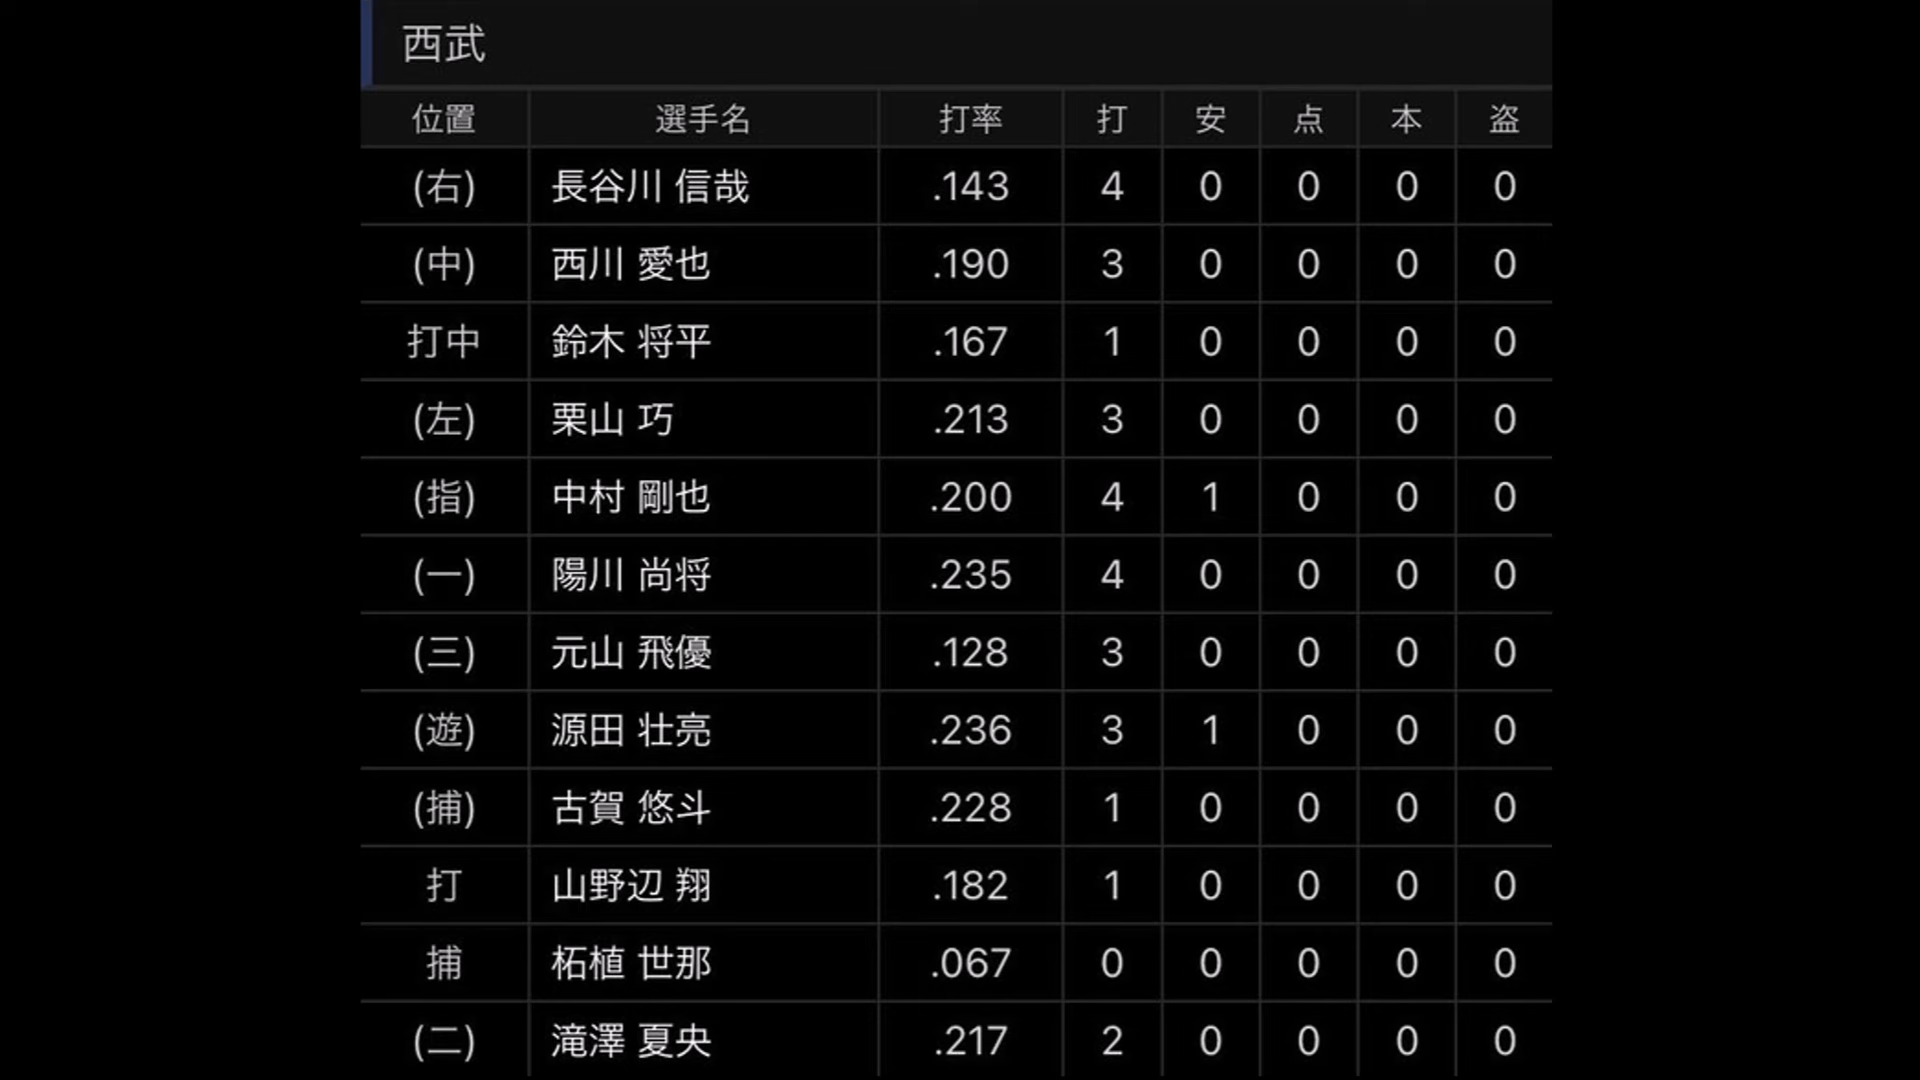 西武
位置 選手名 打率 打 安 点 本 盗
(右) 長谷川 信哉 .143 4 0 0 0 0
(中) 西川 愛也 .190 3 0 0 0 0
打中 鈴木 将平 .167 1 0 0 0 0
(左) 栗山 巧 .213 3 0 0 0 0
(指) 中村 剛也 .200 4 1 0 0 0
(一) 陽川 尚将 .235 4 0 0 0 0
(三) 元山 飛優 .128 3 0 0 0 0
(遊) 源田 壮亮 .236 3 1 0 0 0
(捕) 古賀 悠斗 .228 1 0 0 0 0
打 山野辺 翔 .182 1 0 0 0 0
捕 柘植 世那 .067 0 0 0 0 0
(二) 滝澤 夏央 .217 2 0 0 0 0